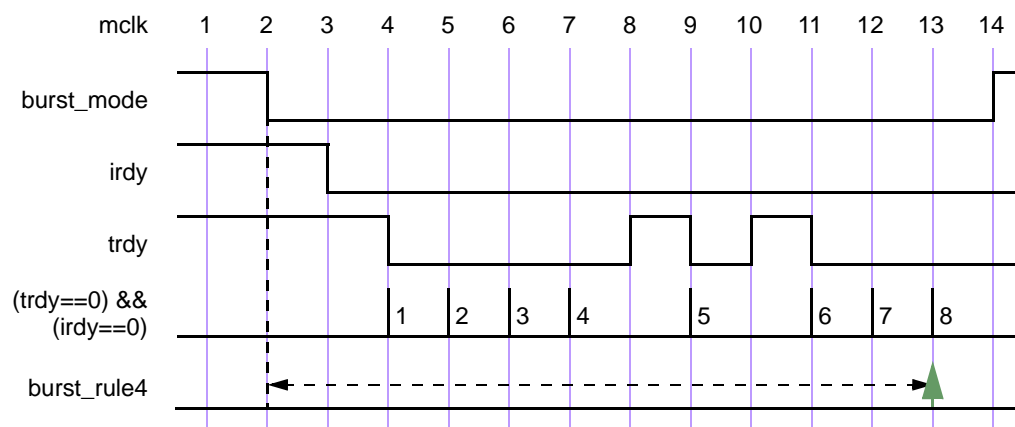 mclk 1 2 3 4 5 6 7 8 9 10 11 12 13 14
burst_mode
irdy
trdy
(trdy==0) &&
(irdy==0) 1 2 3 4 5 6 7 8
burst_rule4